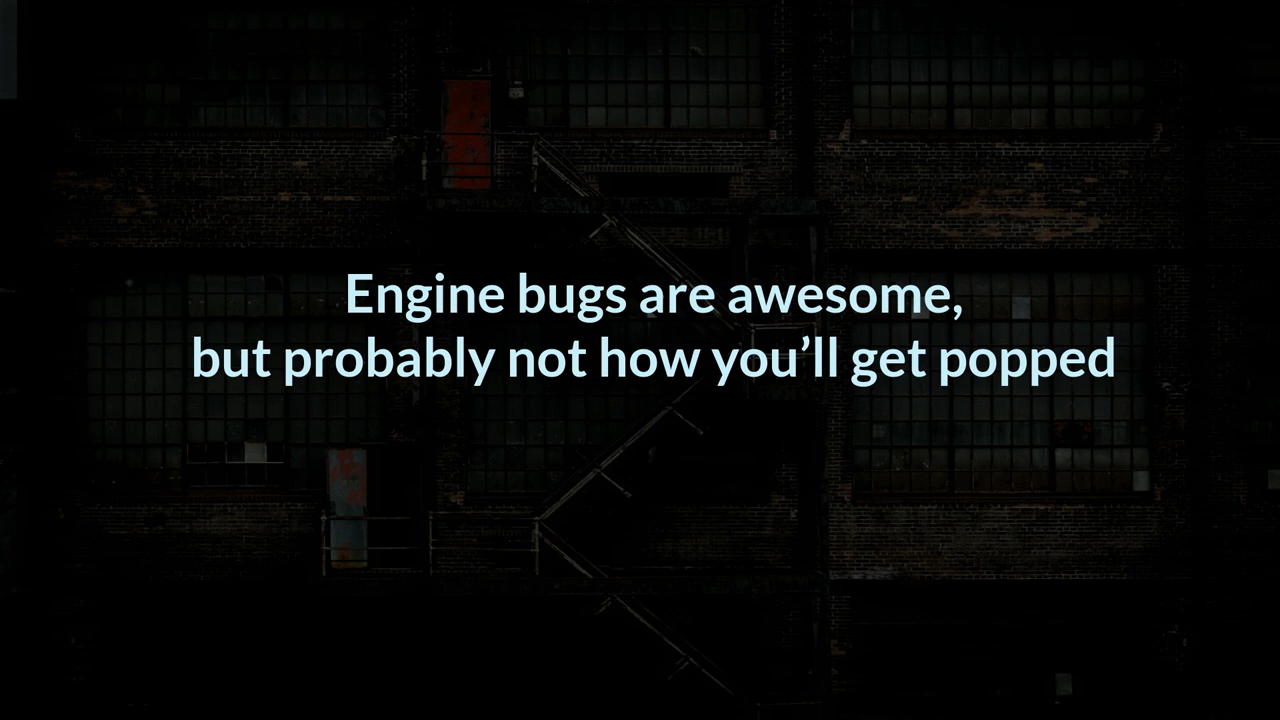 Engine bugs are awesome,
but probably not how you’ll get popped